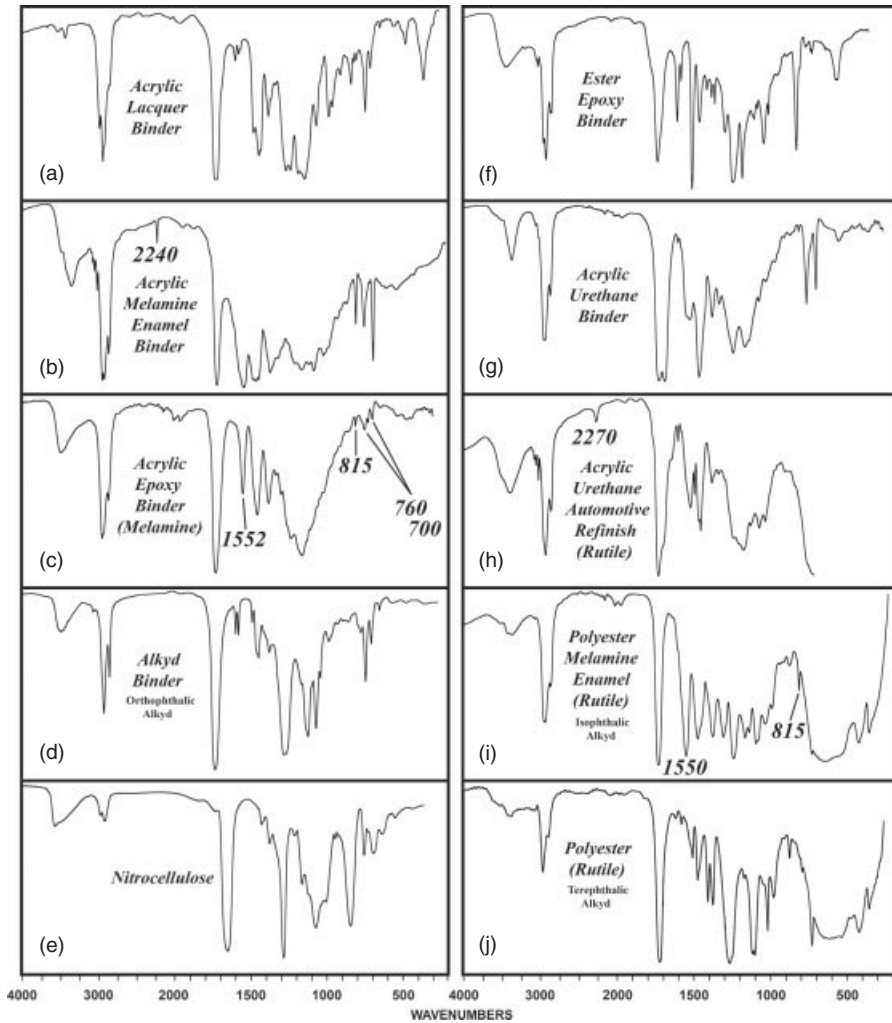 Acrylic
Lacquer
Binder
(a)
2240
Acrylic
Melamine
Enamel
Binder
(b)
Acrylic
Epoxy
Binder
(Melamine)
1552
815
760
700
(c)
Alkyd
Binder
Orthophthalic
Alkyd
(d)
Nitrocellulose
(e)
4000 3000 2000 1500 1000 500
Ester
Epoxy
Binder
(f)
Acrylic
Urethane
Binder
(g)
2270
Acrylic
Urethane
Automotive
Refinish
(Rutile)
(h)
Polyester
Melamine
Enamel
(Rutile)
Isophthalic
Alkyd
1550
815
(i)
Polyester
(Rutile)
Terephthalic
Alkyd
(j)
4000 3000 2000 1500 1000 500
WAVENUMBERS